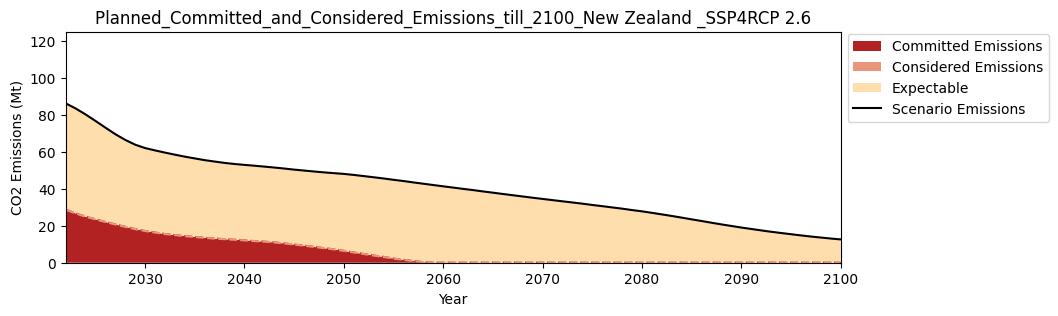 Planned_Committed_and_Considered_Emissions_till_2100_New Zealand _SSP4RCP 2.6
CO2 Emissions (Mt)
120
100
80
60
40
20
0
2030 2040 2050 2060 2070 2080 2090 2100
Year
Committed Emissions
Considered Emissions
Expectable
Scenario Emissions